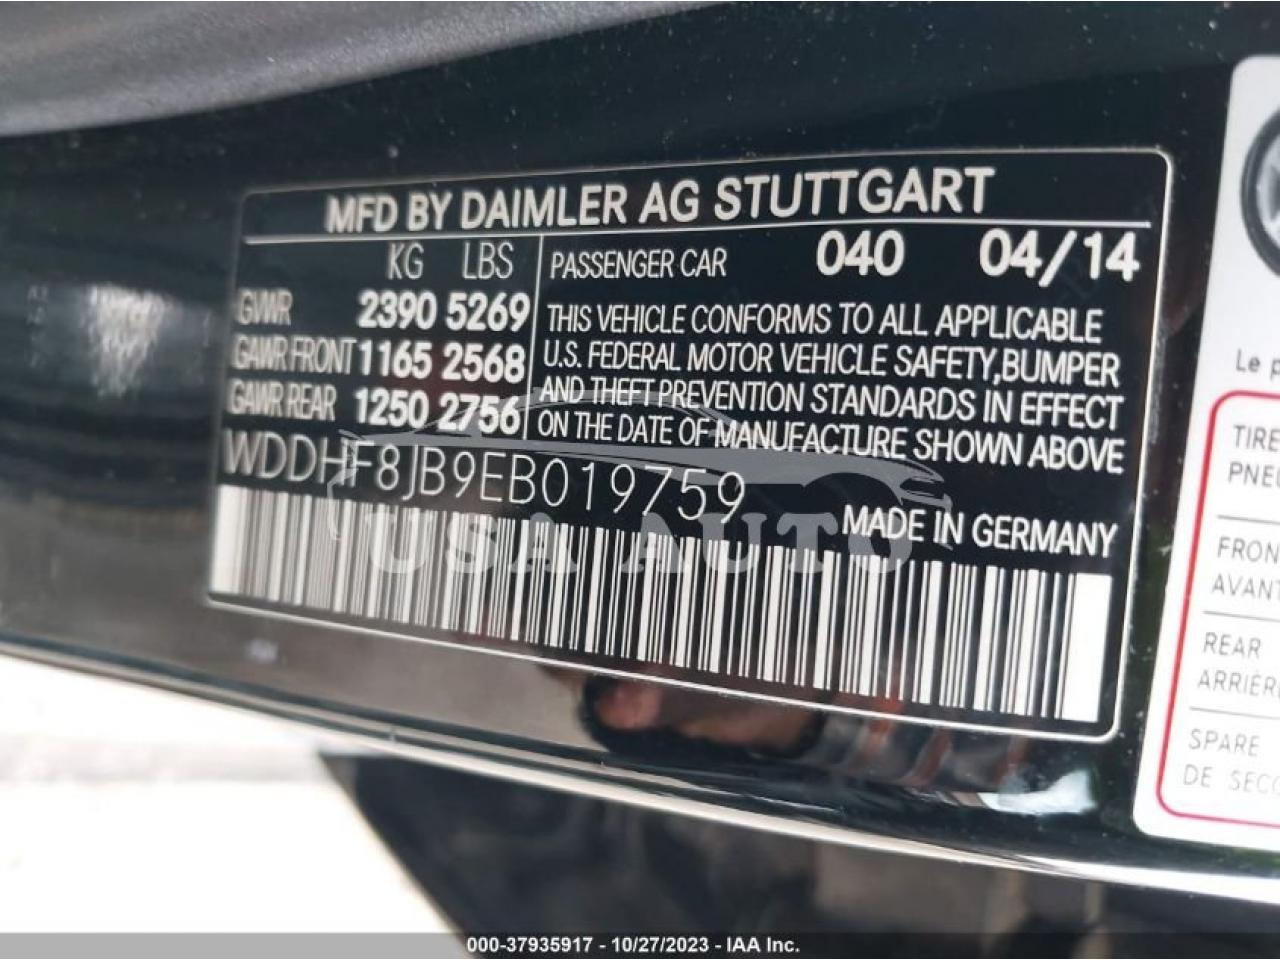 MFD BY DAIMLER AG STUTTGART
KG LBS
GVWR 2390 5269
GAWR FRONT 1165 2568
GAWR REAR 1250 2756
PASSENGER CAR 040 04/14
THIS VEHICLE CONFORMS TO ALL APPLICABLE
U.S. FEDERAL MOTOR VEHICLE SAFETY, BUMPER
AND THEFT PREVENTION STANDARDS IN EFFECT
ON THE DATE OF MANUFACTURE SHOWN ABOVE
WDDHF8JB9EB019759
MADE IN GERMANY
USA AUTO
Le p
TIRE
PNEU
FRON
AVANT
REAR
ARRIÈRE
SPARE
DE SECO
000-37935917 - 10/27/2023 - IAA Inc.